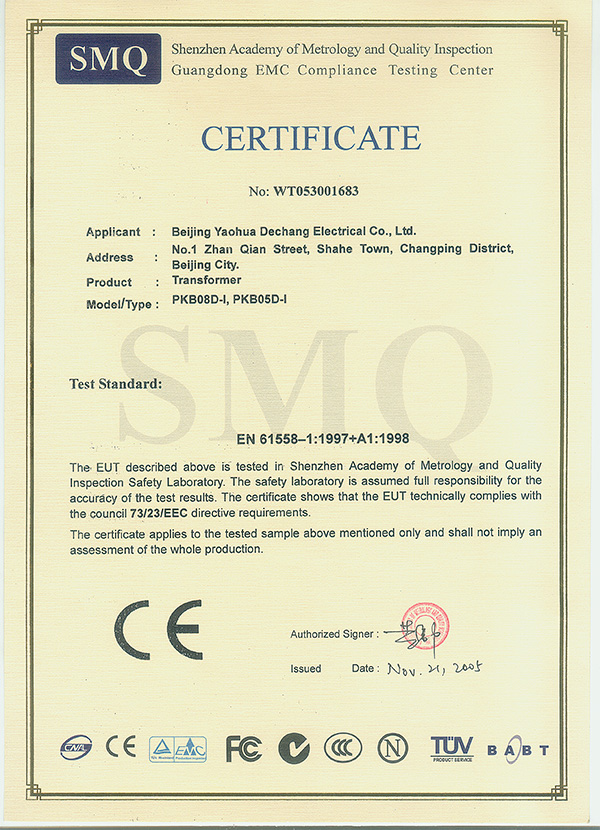 SMQ
Shenzhen Academy of Metrology and Quality Inspection
Guangdong EMC Compliance Testing Center
CERTIFICATE
No: WT053001683
Applicant : Beijing Yaohua Dechang Electrical Co., Ltd.
Address : No.1 Zhan Qian Street, Shahe Town, Changping District,
Beijing City.
Product : Transformer
Model/Type : PKB08D-I, PKB05D-I
SMQ
Test Standard:
EN 61558-1:1997+A1:1998
The EUT described above is tested in Shenzhen Academy of Metrology and Quality
Inspection Safety Laboratory. The safety laboratory is assumed full responsibility for the
accuracy of the test results. The certificate shows that the EUT technically complies with
the council 73/23/EEC directive requirements.
The certificate applies to the tested sample above mentioned only and shall not imply an
assessment of the whole production.
CE
Authorized Signer :
Issued Date : Nov. 21, 2005
CNAL CE EMC FC CCC N TÜV BABT
PRODUCT SERVICE